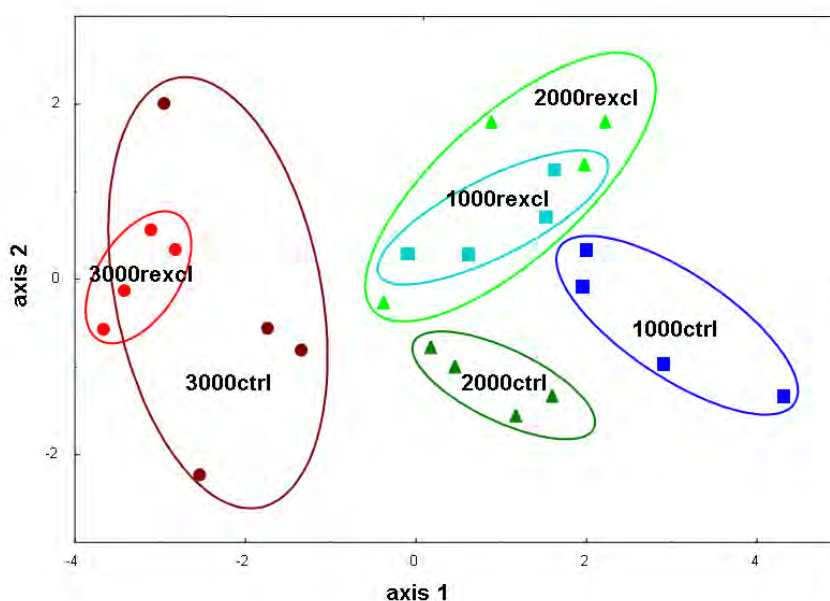 2
0
-2
axis 2
2000rexcl
1000rexcl
3000rexcl
1000ctrl
3000ctrl
2000ctrl
-4
-2
0
2
4
axis 1